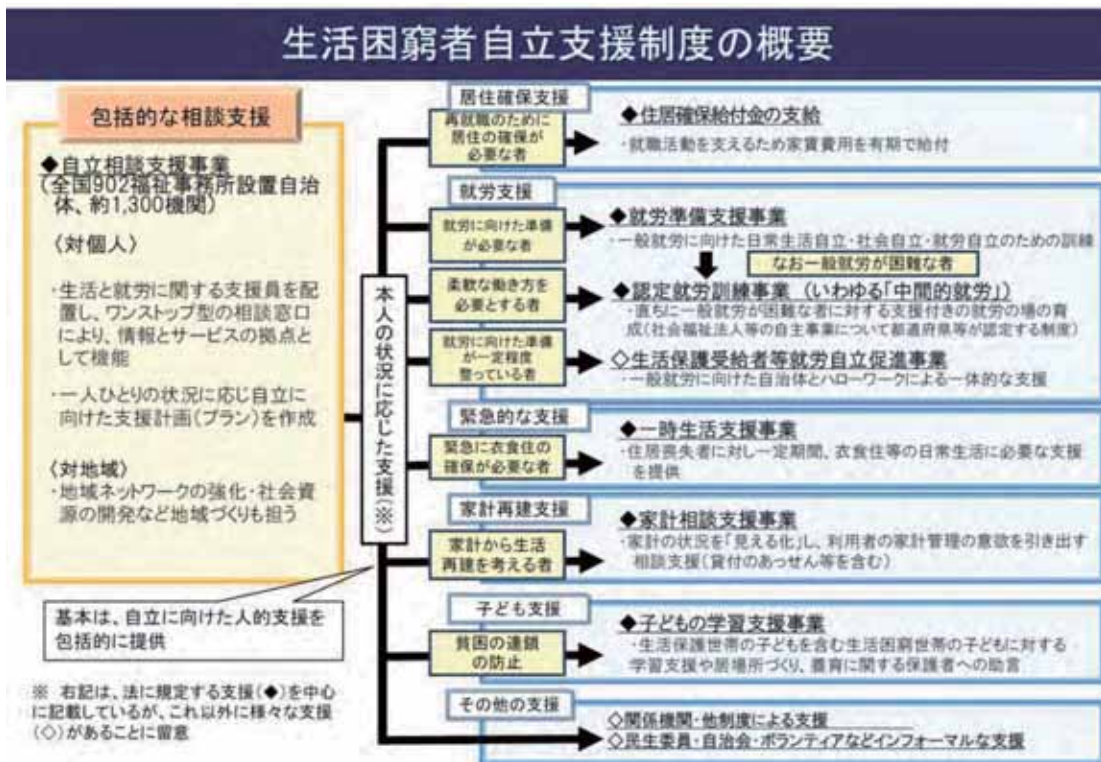 生活困窮者自立支援制度の概要
包括的な相談支援
◆自立相談支援事業
(全国902福祉事務所設置自治
体、約1,300機関)
〈対個人〉
・生活と就労に関する支援員を配
置し、ワンストップ型の相談窓口
により、情報とサービスの拠点と
して機能
・一人ひとりの状況に応じ自立に
向けた支援計画(プラン)を作成
〈対地域〉
・地域ネットワークの強化・社会資
源の開発など地域づくりも担う
基本は、自立に向けた人的支援を
包括的に提供
※ 右記は、法に規定する支援(◆)を中心
に記載しているが、これ以外に様々な支援
(◇)があることに留意
本人の状況に応じた支援(※)
居住確保支援
再就職のために
居住の確保が
必要な者
◆住居確保給付金の支給
・就職活動を支えるため家賃費用を有期で給付
就労支援
就労に向けた準備
が必要な者
◆就労準備支援事業
・一般就労に向けた日常生活自立・社会自立・就労自立のための訓練
なお一般就労が困難な者
柔軟な働き方を
必要とする者
◆認定就労訓練事業 (いわゆる「中間的就労」)
・直ちに一般就労が困難な者に対する支援付きの就労の場の育
成(社会福祉法人等の自主事業について都道府県等が認定する制度)
就労に向けた準備
が一定程度
整っている者
◇生活保護受給者等就労自立促進事業
・一般就労に向けた自治体とハローワークによる一体的な支援
緊急的な支援
緊急に衣食住の
確保が必要な者
◆一時生活支援事業
・住居喪失者に対し一定期間、衣食住等の日常生活に必要な支援
を提供
家計再建支援
家計から生活
再建を考える者
◆家計相談支援事業
・家計の状況を「見える化」し、利用者の家計管理の意欲を引き出す
相談支援(貸付のあっせん等を含む)
子ども支援
貧困の連鎖
の防止
◆子どもの学習支援事業
・生活保護世帯の子どもを含む生活困窮世帯の子どもに対する
学習支援や居場所づくり、養育に関する保護者への助言
その他の支援
◇関係機関・他制度による支援
◇民生委員・自治会・ボランティアなどインフォーマルな支援